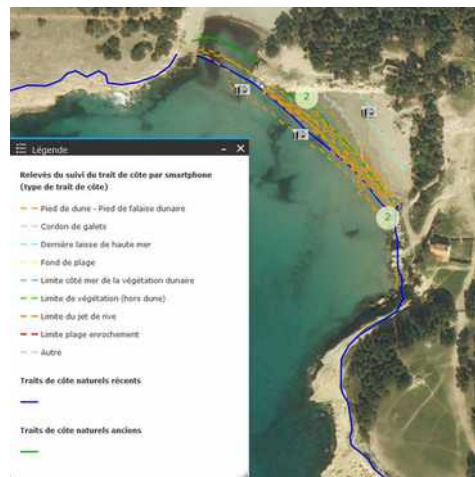 2
2
Légende
Relevés du suivi du trait de côte par smartphone
(type de trait de côte)
Pied de dune - Pied de falaise dunaire
Cordon de galets
Dernière laisse de haute mer
Fond de plage
Limite côté mer de la végétation dunaire
Limite de végétation (hors dune)
Limite du jet de rive
Limite plage enrochement
Autre
Traits de côte naturels récents
Traits de côte naturels anciens